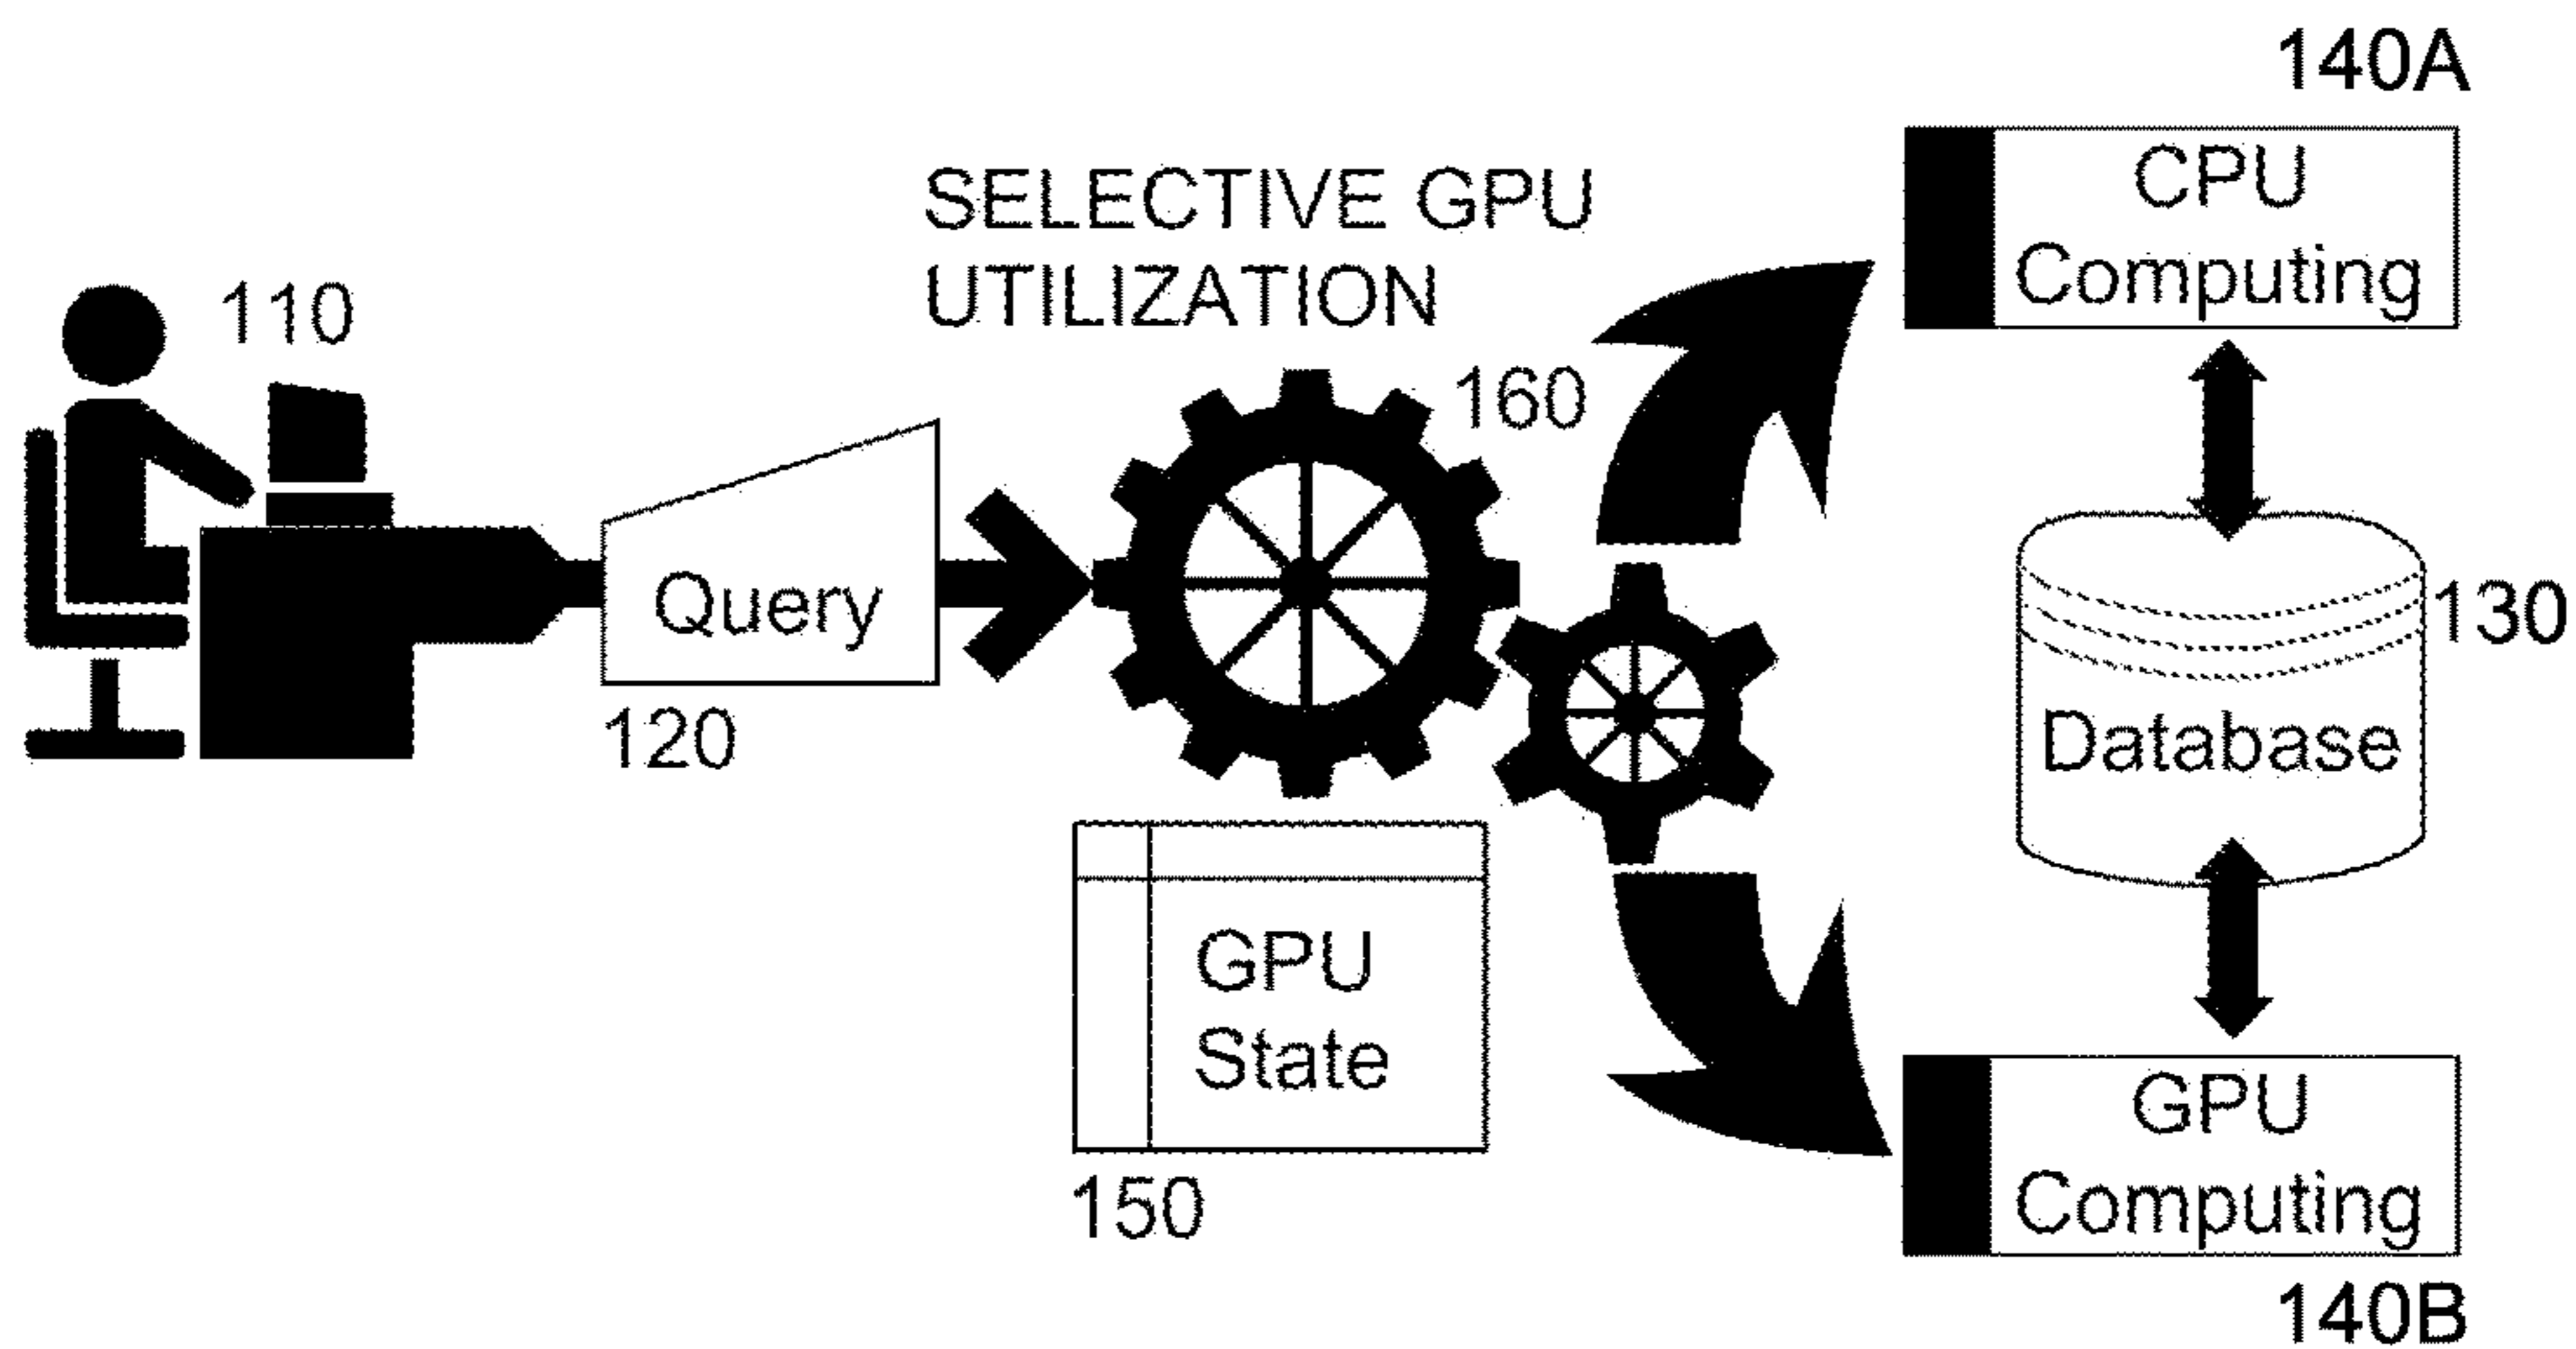 140A
CPU
Computing
SELECTIVE GPU
UTILIZATION
110
160
Query
120
130
Database
GPU
State
150
GPU
Computing
140B